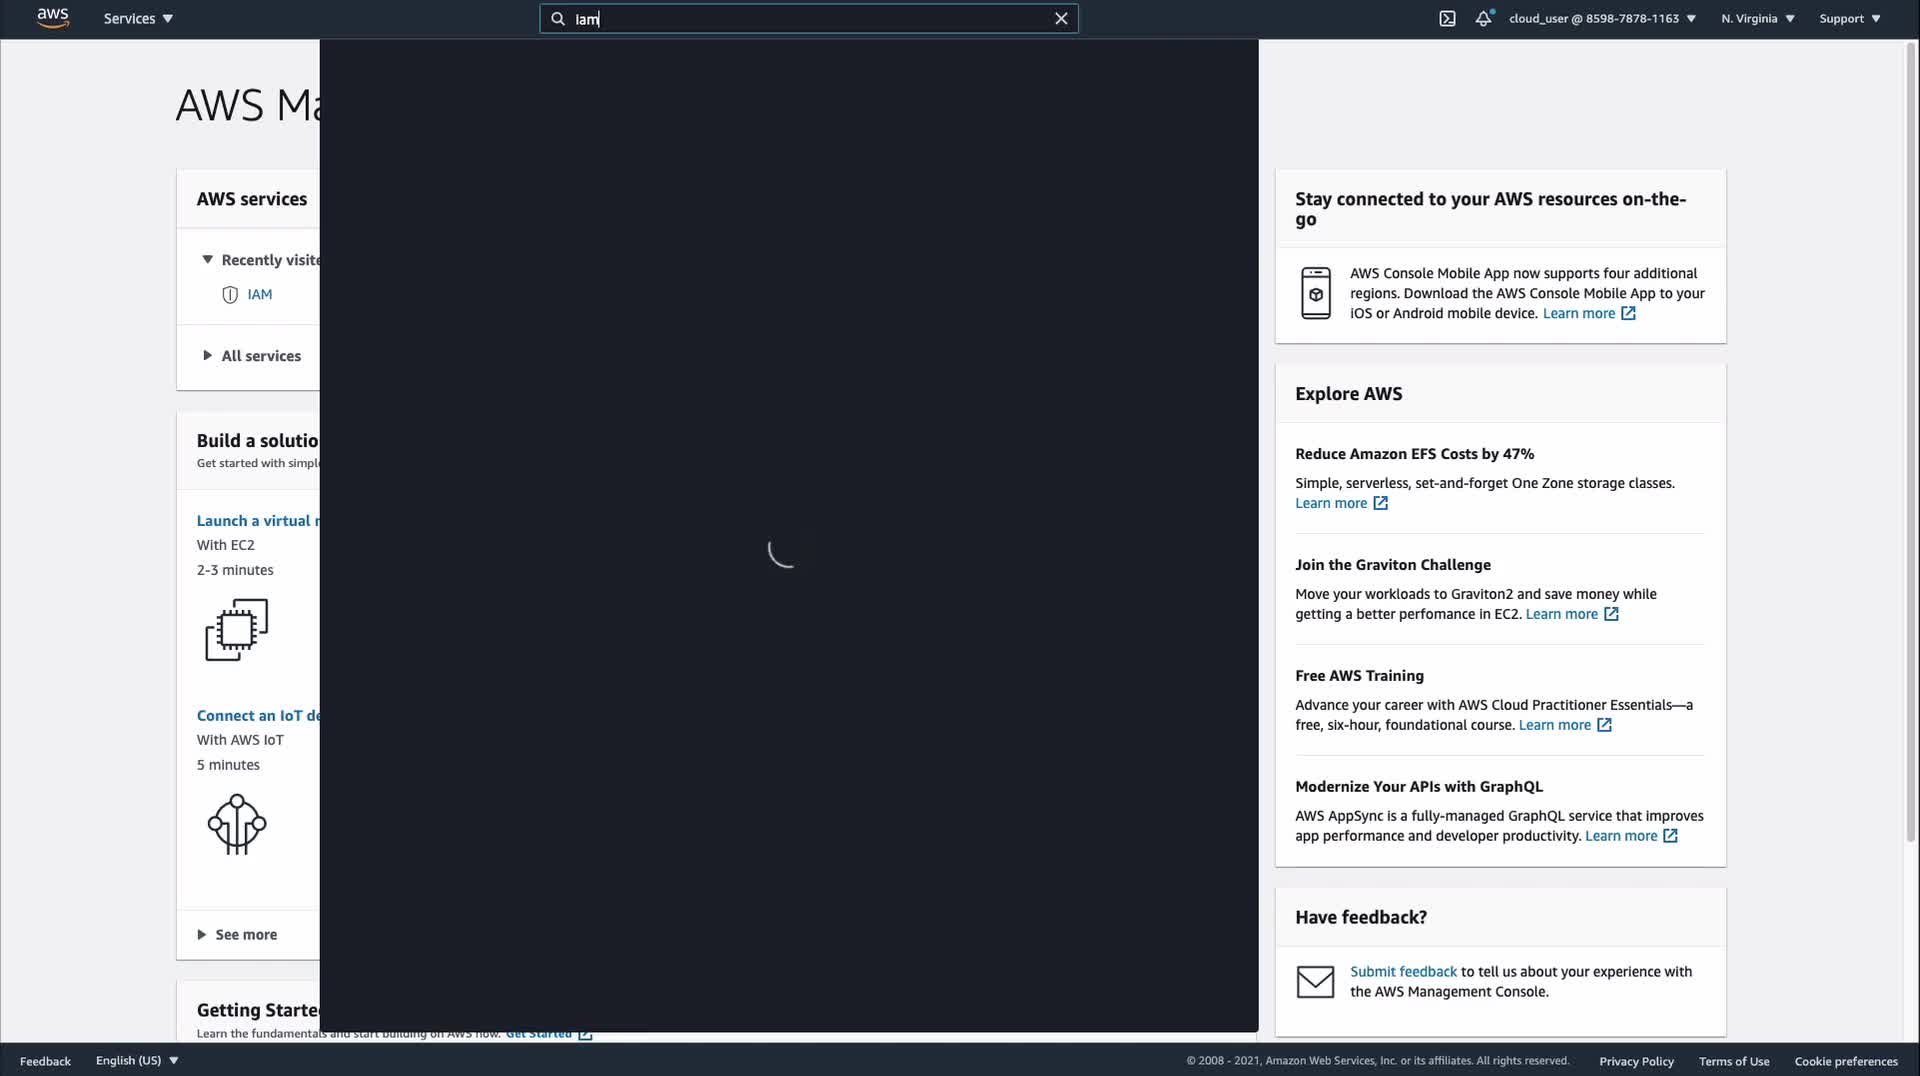 aws
Services
iam
cloud_user @ 8598-7878-1163
N. Virginia
Support
AWS Ma
AWS services
Recently visite
IAM
All services
Build a solutio
Get started with simple
Launch a virtual
With EC2
2-3 minutes
Connect an IoT de
With AWS IoT
5 minutes
See more
Getting Starte
Learn the fundamentals and start building on AWS now. Get Started
Stay connected to your AWS resources on-the-
go
AWS Console Mobile App now supports four additional
regions. Download the AWS Console Mobile App to your
iOS or Android mobile device. Learn more
Explore AWS
Reduce Amazon EFS Costs by 47%
Simple, serverless, set-and-forget One Zone storage classes.
Learn more
Join the Graviton Challenge
Move your workloads to Graviton2 and save money while
getting a better perfomance in EC2. Learn more
Free AWS Training
Advance your career with AWS Cloud Practitioner Essentials—a
free, six-hour, foundational course. Learn more
Modernize Your APIs with GraphQL
AWS AppSync is a fully-managed GraphQL service that improves
app performance and developer productivity. Learn more
Have feedback?
Submit feedback to tell us about your experience with
the AWS Management Console.
Feedback
English (US)
© 2008 - 2021, Amazon Web Services, Inc. or its affiliates. All rights reserved.
Privacy Policy
Terms of Use
Cookie preferences